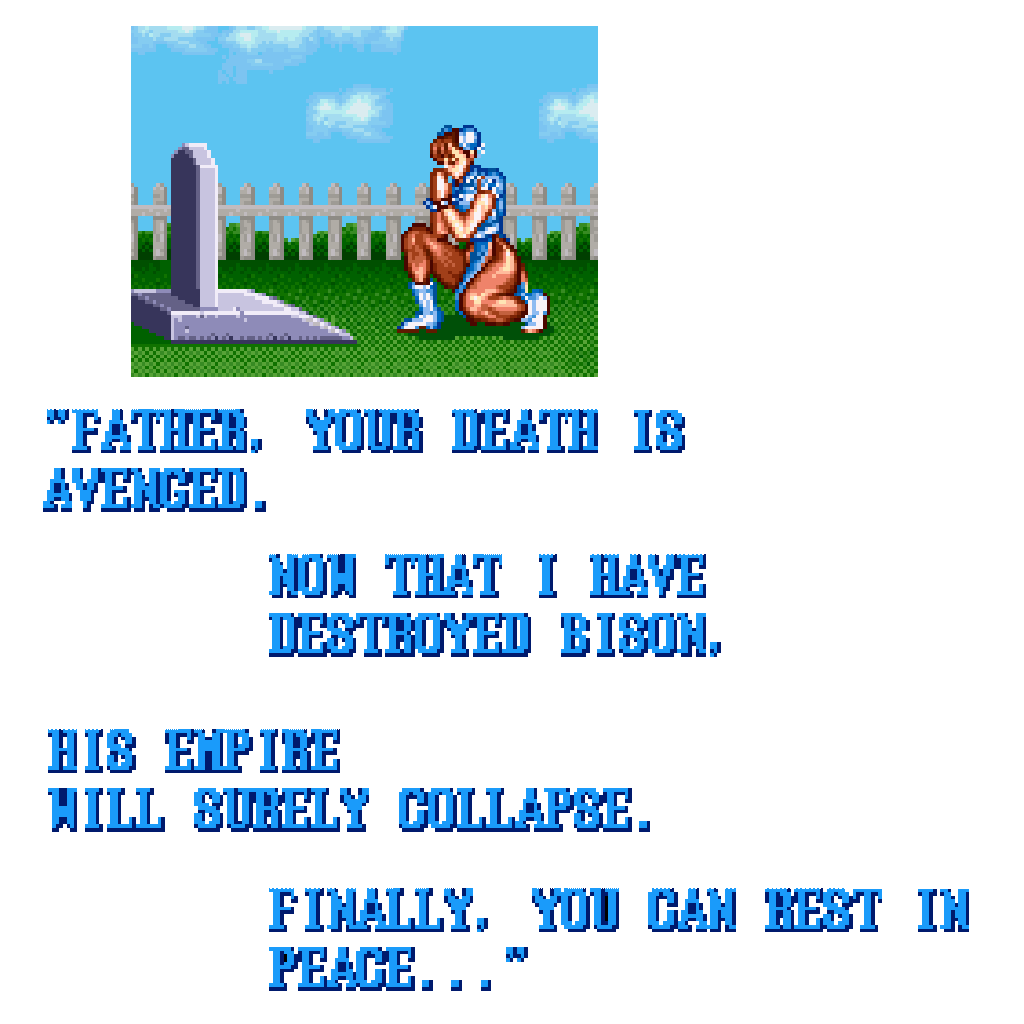 "FATHER, YOUR DEATH IS
AVENGED.
NOW THAT I HAVE
DESTROYED BISON,
HIS EMPIRE
WILL SURELY COLLAPSE.
FINALLY, YOU CAN REST IN
PEACE..."